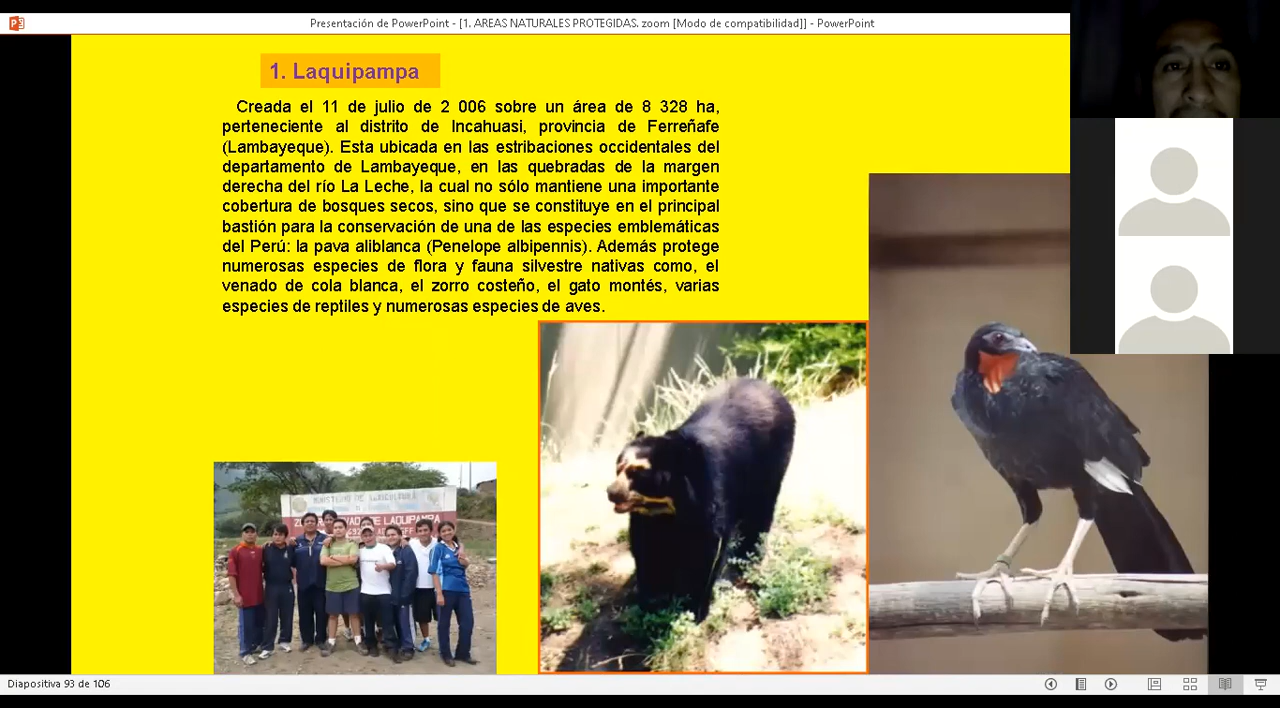 Presentación de PowerPoint - [1. AREAS NATURALES PROTEGIDAS. zoom [Modo de compatibilidad]] - PowerPoint
1. Laquipampa
Creada el 11 de julio de 2 006 sobre un área de 8 328 ha,
perteneciente al distrito de Incahuasi, provincia de Ferreñafe
(Lambayeque). Esta ubicada en las estribaciones occidentales del
departamento de Lambayeque, en las quebradas de la margen
derecha del río La Leche, la cual no sólo mantiene una importante
cobertura de bosques secos, sino que se constituye en el principal
bastión para la conservación de una de las especies emblemáticas
del Perú: la pava aliblanca (Penelope albipennis). Además protege
numerosas especies de flora y fauna silvestre nativas como, el
venado de cola blanca, el zorro costeño, el gato montés, varias
especies de reptiles y numerosas especies de aves.
MINISTERIO DE AGRICULTURA
DE LAQUIPAMPA
Diapositiva 93 de 106